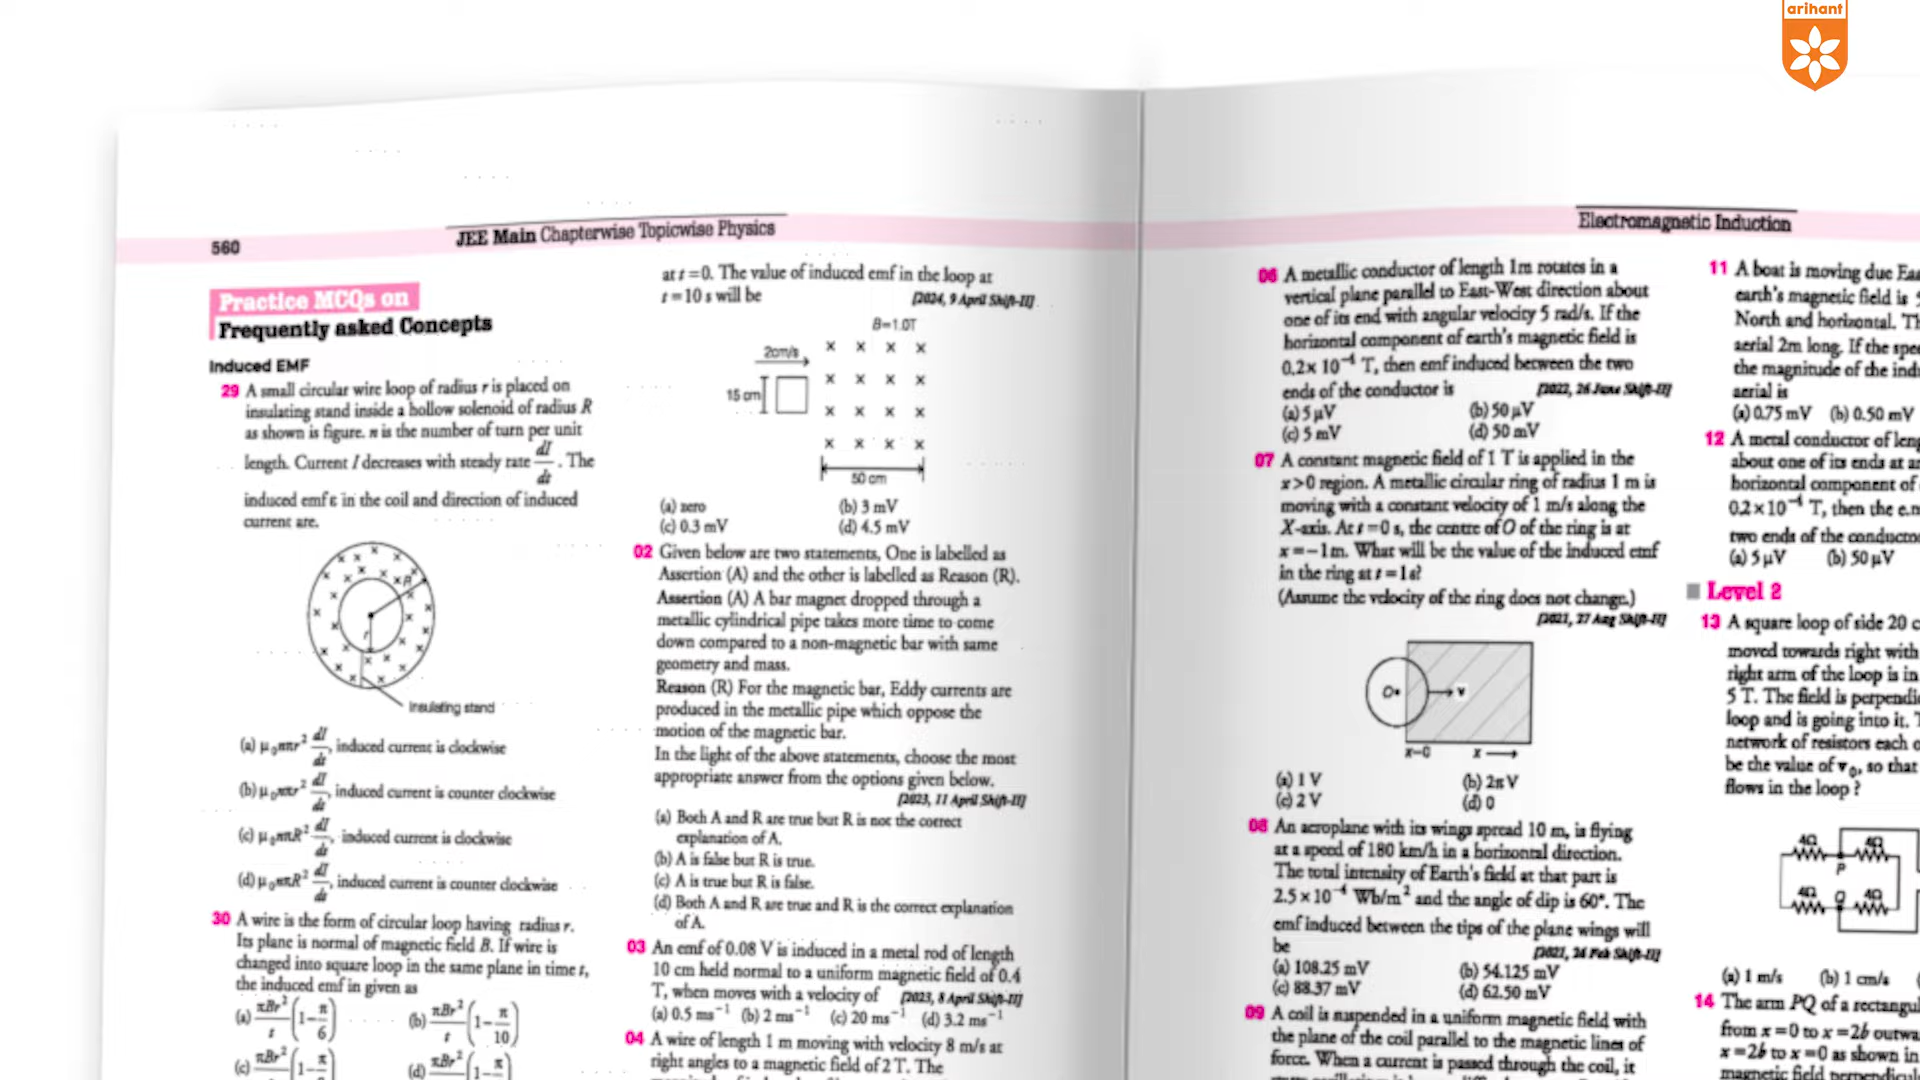 arihant
560
JEE Main Chapterwise Topicwise Physics
Practice MCQs on
Frequently asked Concepts
Induced EMF
29 A small circular wire loop of radius r is placed on
insulating stand inside a hollow solenoid of radius R
as shown is figure. n is the number of turn per unit
length. Current I decreases with steady rate dI/dt. The
induced emf ε in the coil and direction of induced
current are.
R
r
Insulating stand
(a) μ₀nπr² dI/dt, induced current is clockwise
(b) μ₀nπr² dI/dt, induced current is counter clockwise
(c) μ₀nπR² dI/dt, induced current is clockwise
(d) μ₀nπR² dI/dt, induced current is counter clockwise
30 A wire is the form of circular loop having radius r.
Its plane is normal of magnetic field B. If wire is
changed into square loop in the same plane in time t,
the induced emf in given as
(a) πBr²/t (1−π/6) (b) πBr²/t (1−π/10)
(c) πBr² (1−π (d) πBr² (1−π
at t=0. The value of induced emf in the loop at
t=10 s will be [2024, 9 April Shift-II]
B=1.0T
2cm/s
15 cm
50 cm
(a) zero (b) 3 mV
(c) 0.3 mV (d) 4.5 mV
02 Given below are two statements, One is labelled as
Assertion (A) and the other is labelled as Reason (R).
Assertion (A) A bar magnet dropped through a
metallic cylindrical pipe takes more time to come
down compared to a non-magnetic bar with same
geometry and mass.
Reason (R) For the magnetic bar, Eddy currents are
produced in the metallic pipe which oppose the
motion of the magnetic bar.
In the light of the above statements, choose the most
appropriate answer from the options given below.
[2023, 11 April Shift-II]
(a) Both A and R are true but R is not the correct
explanation of A.
(b) A is false but R is true.
(c) A is true but R is false.
(d) Both A and R are true and R is the correct explanation
of A.
03 An emf of 0.08 V is induced in a metal rod of length
10 cm held normal to a uniform magnetic field of 0.4
T, when moves with a velocity of [2023, 8 April Shift-II]
(a) 0.5 ms⁻¹ (b) 2 ms⁻¹ (c) 20 ms⁻¹ (d) 3.2 ms⁻¹
04 A wire of length 1 m moving with velocity 8 m/s at
right angles to a magnetic field of 2 T. The
Electromagnetic Induction
06 A metallic conductor of length 1m rotates in a
vertical plane parallel to East-West direction about
one of its end with angular velocity 5 rad/s. If the
horizontal component of earth's magnetic field is
0.2×10⁻⁴ T, then emf induced between the two
ends of the conductor is [2022, 26 June Shift-II]
(a) 5 μV (b) 50 μV
(c) 5 mV (d) 50 mV
07 A constant magnetic field of 1 T is applied in the
x>0 region. A metallic circular ring of radius 1 m is
moving with a constant velocity of 1 m/s along the
X-axis. At t=0 s, the centre of O of the ring is at
x=−1m. What will be the value of the induced emf
in the ring at t=1s?
(Assume the velocity of the ring does not change.)
[2021, 27 Aug Shift-II]
O
v
x=0 x
(a) 1 V (b) 2π V
(c) 2 V (d) 0
08 An aeroplane with its wings spread 10 m, is flying
at a speed of 180 km/h in a horizontal direction.
The total intensity of Earth's field at that part is
2.5×10⁻⁴ Wb/m² and the angle of dip is 60°. The
emf induced between the tips of the plane wings will
be [2021, 26 Feb Shift-II]
(a) 108.25 mV (b) 54.125 mV
(c) 88.37 mV (d) 62.50 mV
09 A coil is suspended in a uniform magnetic field with
the plane of the coil parallel to the magnetic lines of
force. When a current is passed through the coil, it
11 A boat is moving due
earth's magnetic field is
North and horizontal.
aerial 2m long. If the
the magnitude of the
aerial is
(a) 0.75 mV (b) 0.50 mV
12 A metal conductor of
about one of its ends at
horizontal component of
0.2×10⁻⁴ T, then the
two ends of the
(a) 5 μV (b) 50 μV
Level 2
13 A square loop of side 20
moved towards right with
right arm of the loop is in
5 T. The field is
loop and is going into it.
network of resistors each
be the value of v₀, so that
flows in the loop ?
4Ω 4Ω
P
4Ω Q 4Ω
(a) 1 m/s (b) 1 cm/s
14 The arm PQ of a
from x=0 to x=2b
x=2b to x=0 as shown in
magnetic field